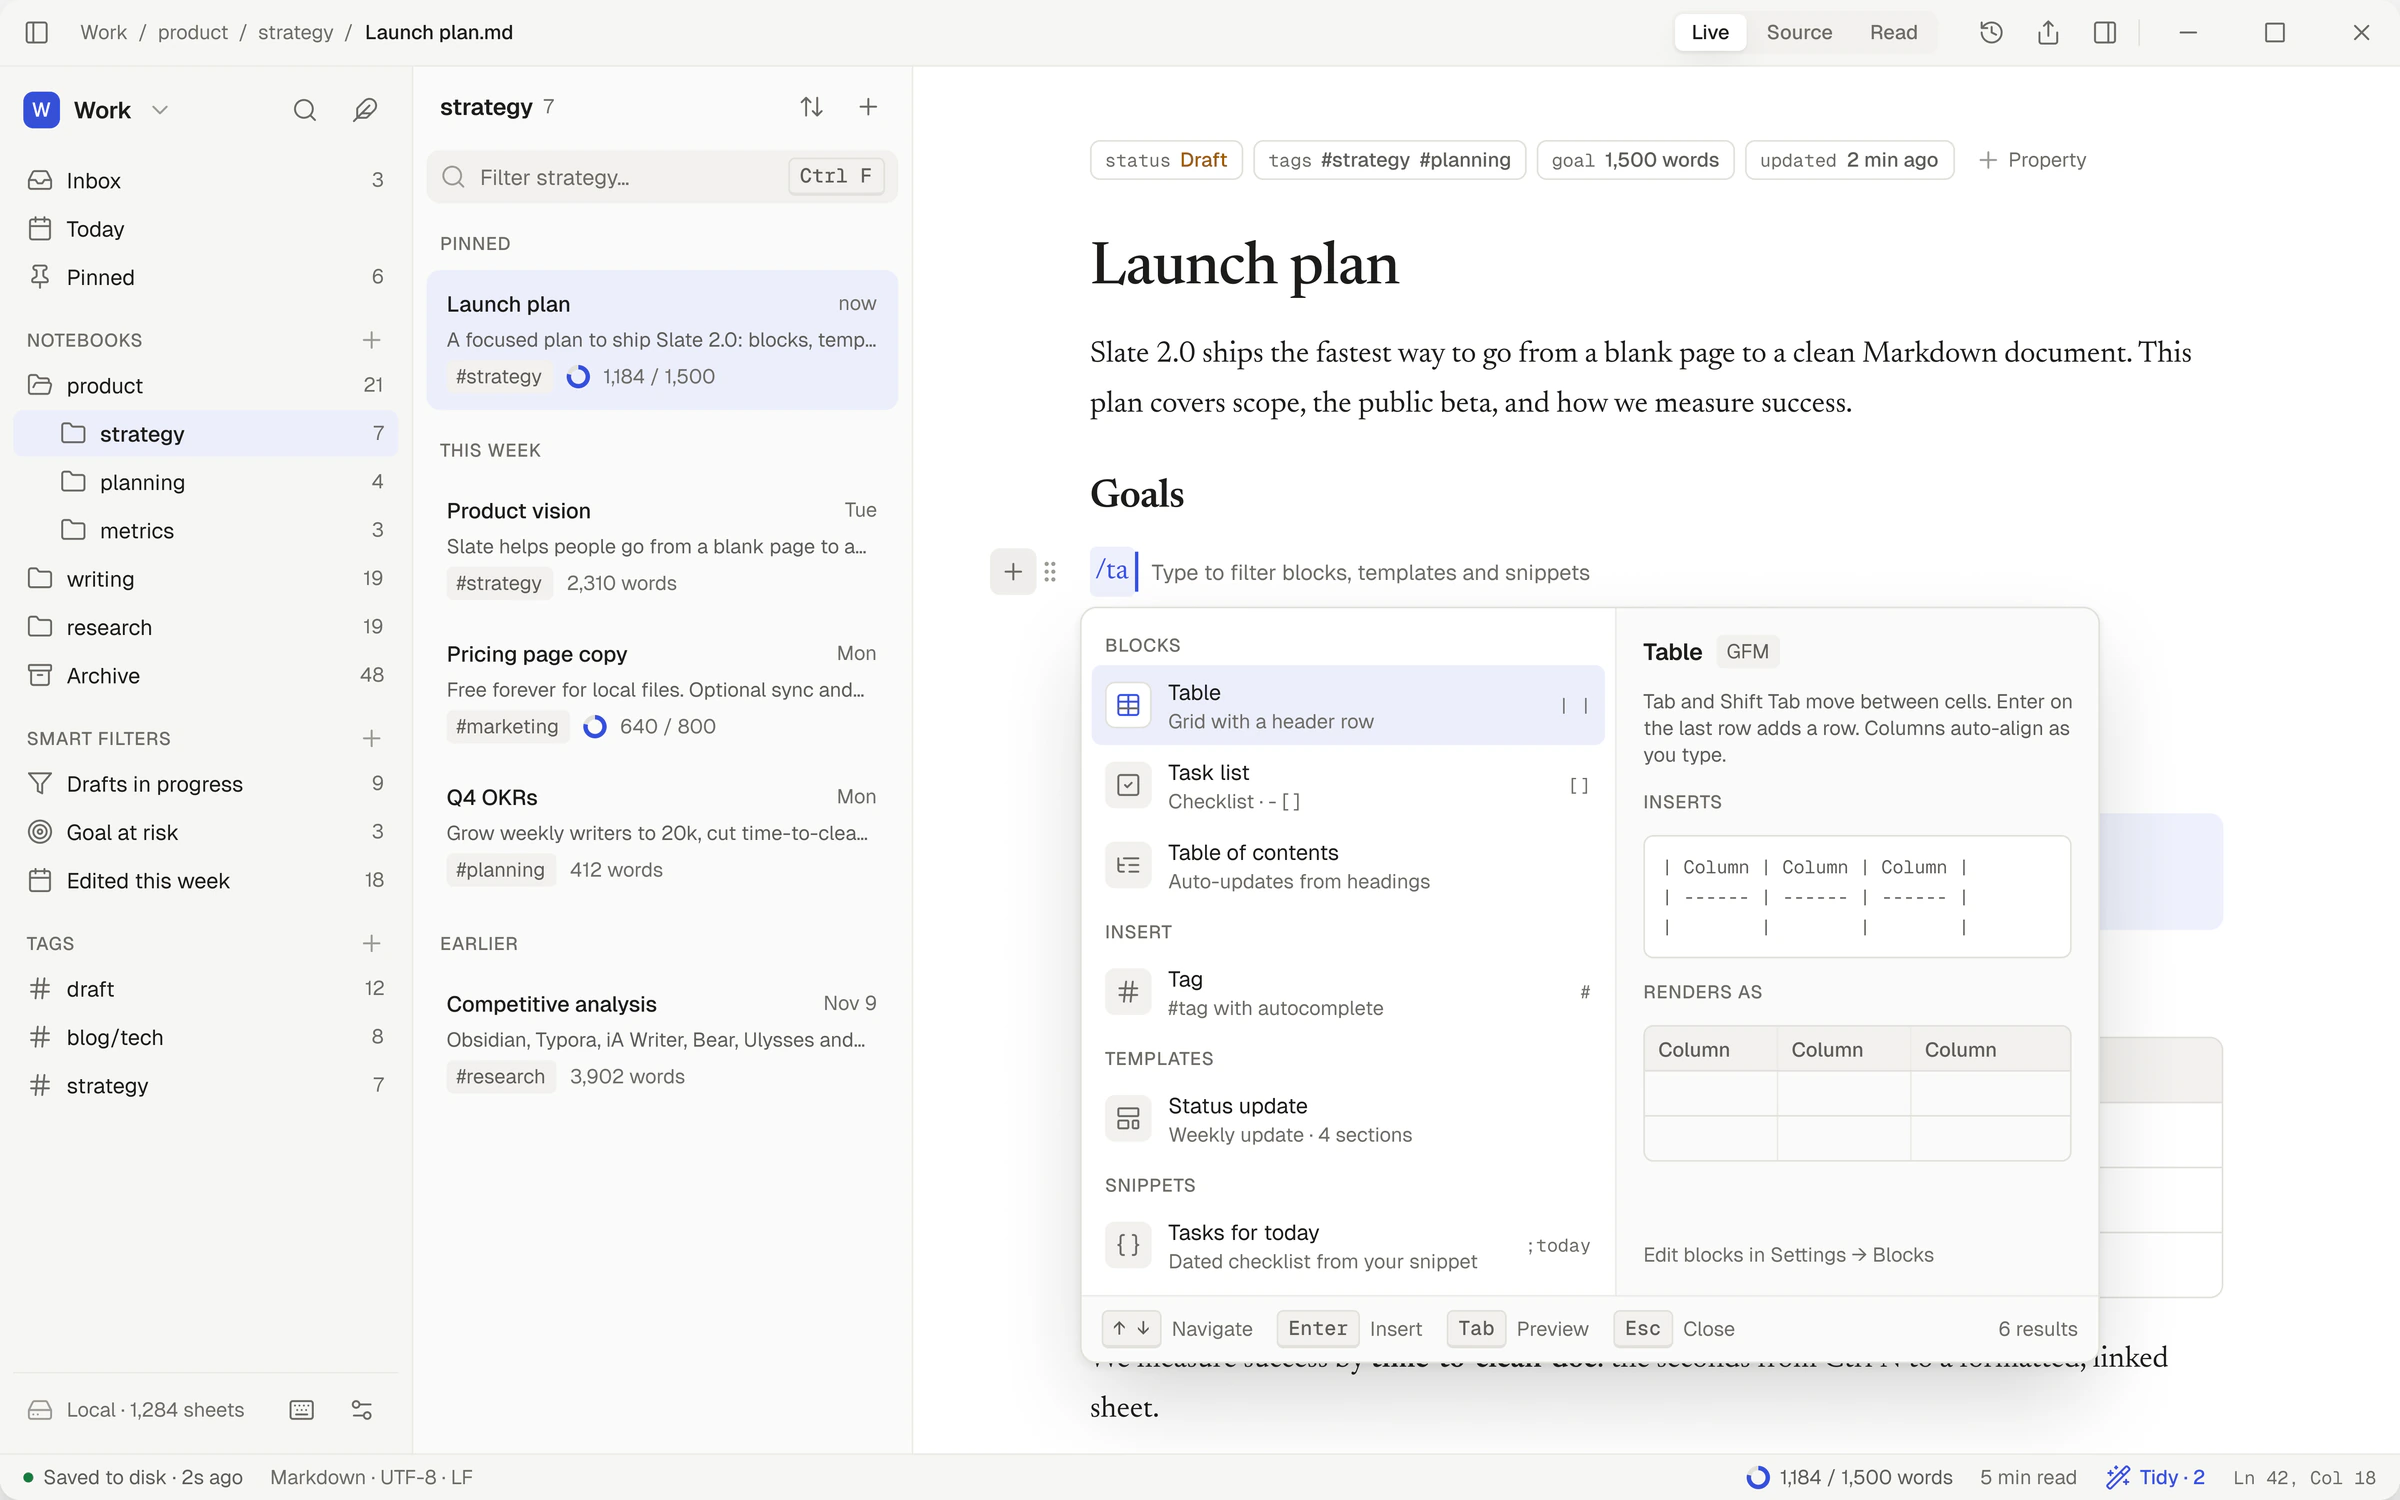 Work / product / strategy / Launch plan.md
Live Source Read
W Work
Inbox 3
Today
Pinned 6
NOTEBOOKS
product 21
strategy 7
planning 4
metrics 3
writing 19
research 19
Archive 48
SMART FILTERS
Drafts in progress 9
Goal at risk 3
Edited this week 18
TAGS
# draft 12
# blog/tech 8
# strategy 7
Local · 1,284 sheets
strategy 7
Filter strategy… Ctrl F
PINNED
Launch plan now
A focused plan to ship Slate 2.0: blocks, temp…
#strategy 1,184 / 1,500
THIS WEEK
Product vision Tue
Slate helps people go from a blank page to a…
#strategy 2,310 words
Pricing page copy Mon
Free forever for local files. Optional sync and…
#marketing 640 / 800
Q4 OKRs Mon
Grow weekly writers to 20k, cut time-to-clea…
#planning 412 words
EARLIER
Competitive analysis Nov 9
Obsidian, Typora, iA Writer, Bear, Ulysses and…
#research 3,902 words
status Draft tags #strategy #planning goal 1,500 words updated 2 min ago + Property
Launch plan
Slate 2.0 ships the fastest way to go from a blank page to a clean Markdown document. This
plan covers scope, the public beta, and how we measure success.
Goals
/ta Type to filter blocks, templates and snippets
BLOCKS
Table | |
Grid with a header row
Task list []
Checklist · - [ ]
Table of contents
Auto-updates from headings
INSERT
Tag #
#tag with autocomplete
TEMPLATES
Status update
Weekly update · 4 sections
SNIPPETS
Tasks for today ;today
Dated checklist from your snippet
Table GFM
Tab and Shift Tab move between cells. Enter on
the last row adds a row. Columns auto-align as
you type.
INSERTS
| Column | Column | Column |
| ------ | ------ | ------ |
| | | |
RENDERS AS
Column Column Column
Edit blocks in Settings → Blocks
↑ ↓ Navigate Enter Insert Tab Preview Esc Close 6 results
We measure success by time-to-clean-doc: the seconds from Ctrl N to a formatted, linked
sheet.
Saved to disk · 2s ago Markdown · UTF-8 · LF
1,184 / 1,500 words 5 min read Tidy · 2 Ln 42, Col 18